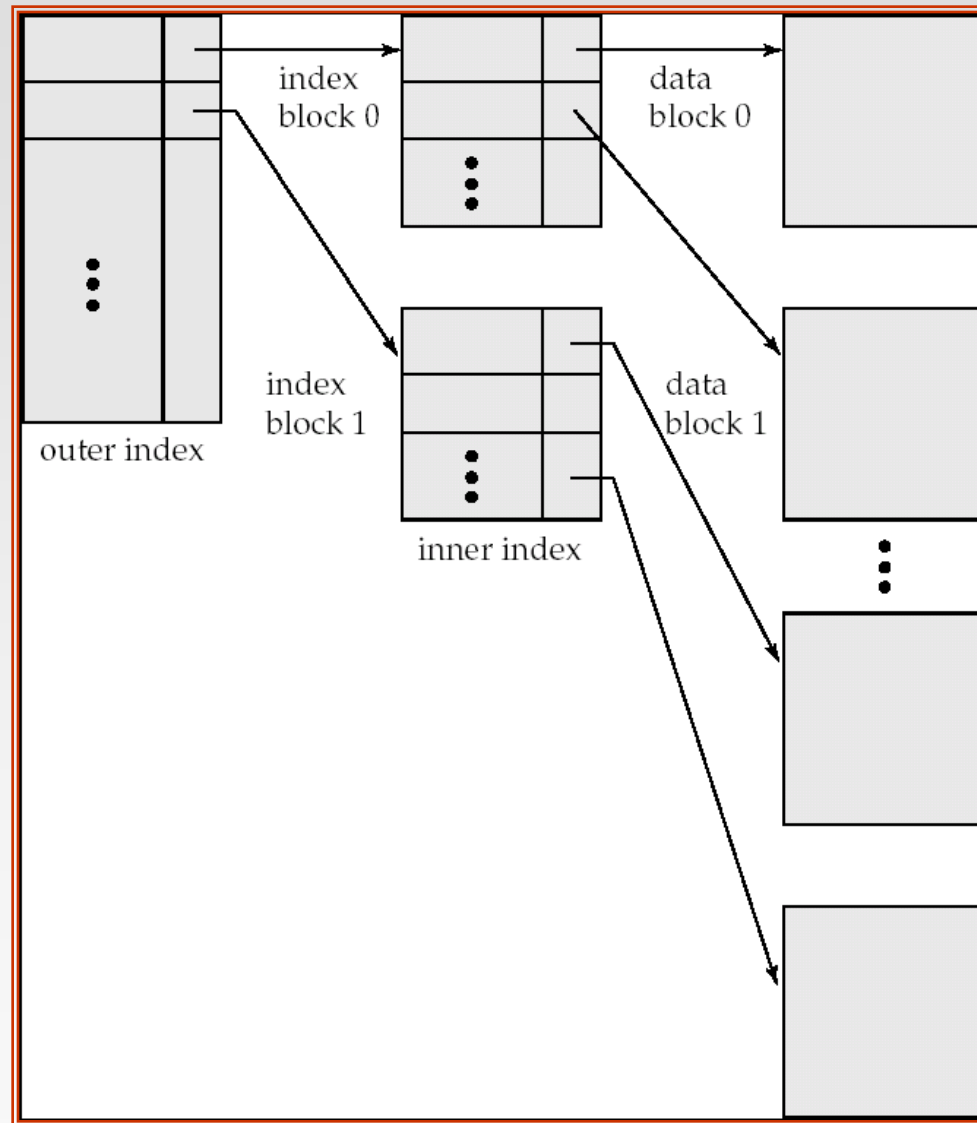 index
block 0
data
block 0
index
block 1
data
block 1
outer index
inner index